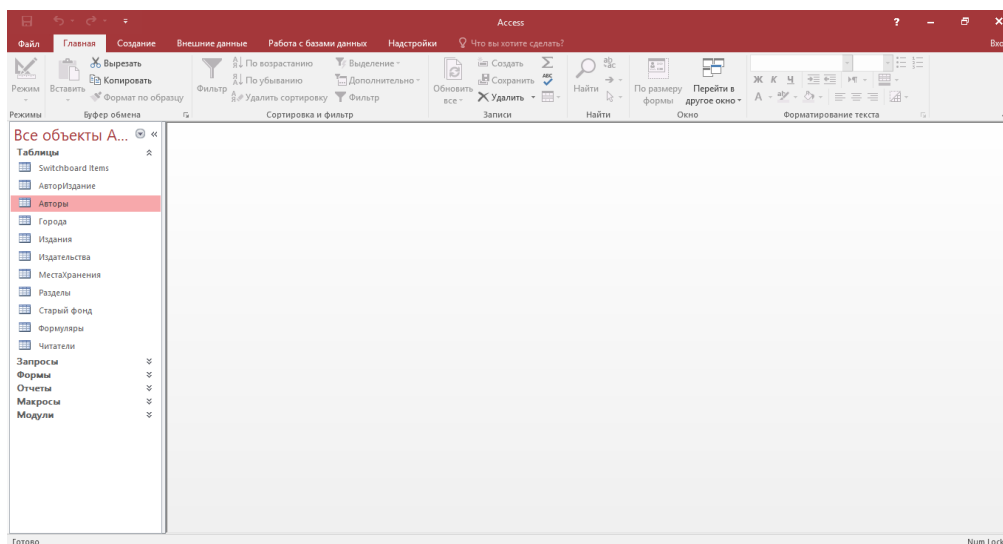 Access
Файл Главная Создание Внешние данные Работа с базами данных Надстройки Что вы хотите сделать? Вхо
Вырезать По возрастанию Выделение Создать
Копировать По убыванию Дополнительно Сохранить
Режим Вставить Формат по образцу Фильтр Удалить сортировку Фильтр Обновить все Удалить Найти По размеру формы Перейти в другое окно Ж К Ч А
Режимы Буфер обмена Сортировка и фильтр Записи Найти Окно Форматирование текста
Все объекты A...
Таблицы
Switchboard Items
АвторИздание
Авторы
Города
Издания
Издательства
МестаХранения
Разделы
Старый фонд
Формуляры
Читатели
Запросы
Формы
Отчеты
Макросы
Модули
Готово Num Lock